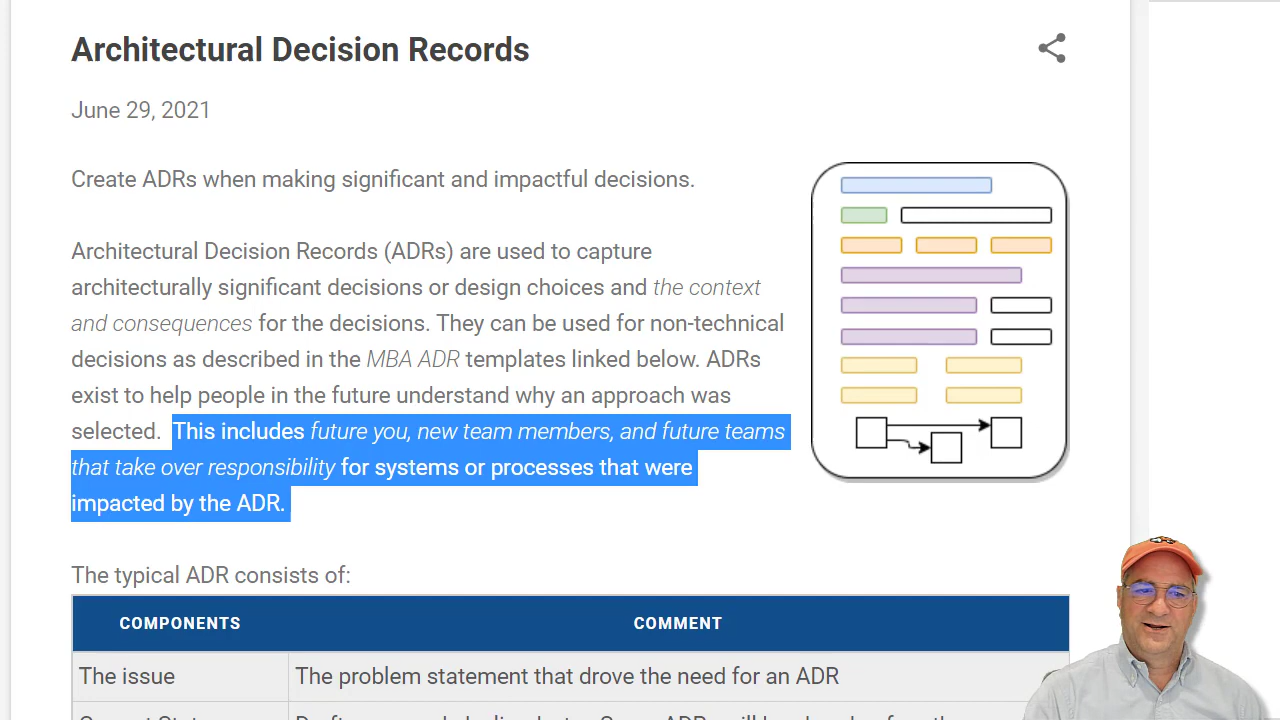 Architectural Decision Records
June 29, 2021
Create ADRs when making significant and impactful decisions.
Architectural Decision Records (ADRs) are used to capture
architecturally significant decisions or design choices and the context
and consequences for the decisions. They can be used for non-technical
decisions as described in the MBA ADR templates linked below. ADRs
exist to help people in the future understand why an approach was
selected. This includes future you, new team members, and future teams
that take over responsibility for systems or processes that were
impacted by the ADR.
The typical ADR consists of:
COMPONENTS COMMENT
The issue The problem statement that drove the need for an ADR